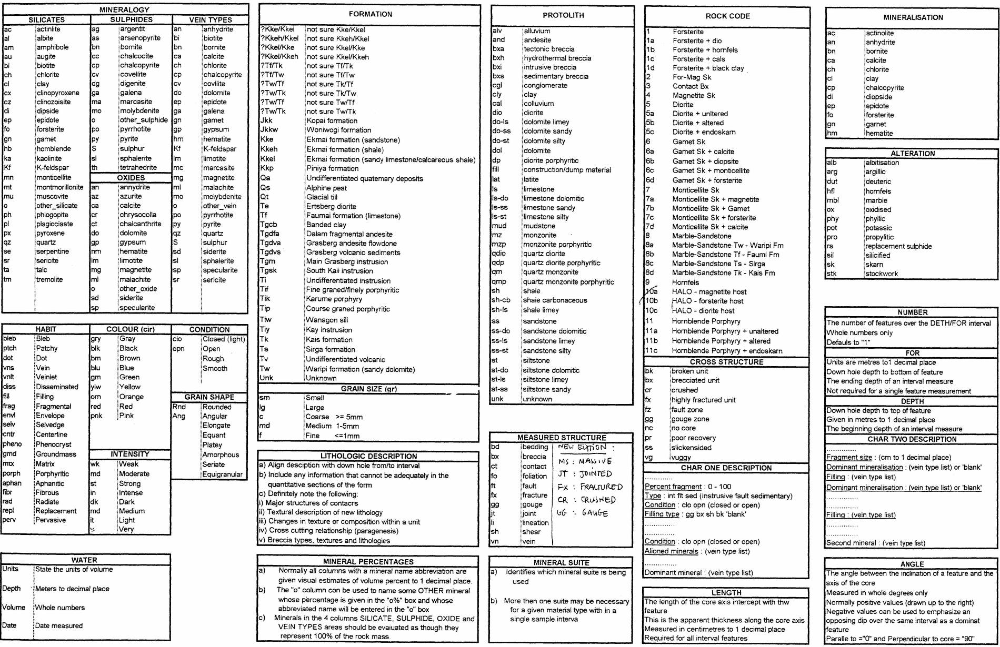 MINERALOGY
SILICATES
ac actinlite
al albite
am amphibole
au augite
bi biotite
ch chlorite
cl clay
cx clinopyroxene
cz clinozoisite
di dipside
ep epidote
fo forsterite
gn gamet
hb homblende
ka kaolinite
Kf K-feldspar
mn monticellite
mt montmorillonite
mu muscovite
o other_silicate
ph phlogopite
pl plagiociaste
px pyroxene
qz quartz
se serpentine
sr sericite
ta talc
tm tremolite
SULPHIDES
ag argentit
as arsenopyrite
bn bomite
cc chalcocite
cp chalcopyrite
cv covellite
dg digenite
ga galena
ma marcasite
mo molybdenite
o other_sulphide
po pyrrhotite
py pyrite
S sulphur
sl sphalerite
th tetrahedrite
OXIDES
an annydrite
az azurite
ca calcite
cr chrysocolla
ct chalcanthrite
do dolomite
gp gypsum
nm hematite
lm limotite
mg magnetite
ml malachite
o other_oxide
sd siderite
sp specularite
VEIN TYPES
an anhydrite
bi biotite
bn bornite
ca calcite
ch chlorite
cp chalcopyrite
cv covllite
do dolomite
ep epidote
ga galena
gn gamet
gp gypsum
hm hematite
Kf K-feldspar
lm limotite
mc marcasite
mg magnetite
ml malachite
mo molybdenite
o other_vein
po pyrrhotite
py pyrite
qz quartz
S sulphur
sd siderite
sl sphalerite
sp specularite
sr sericite
HABIT
bleb Bleb
ptch Patchy
dot Dot
vns Vein
vnlt Veinlet
diss Disseminated
fill Filling
frag Fragmental
envl Envelope
selv Selvedge
cntr Centerline
pheno Phenocryst
gmd Groundmass
mtx Matrix
porph Porphyritic
aphan Aphanitic
fibr Fibrous
rad Radiate
repl Replacement
perv Pervasive
COLOUR (cir)
gry Gray
blk Black
bm Brown
blu Blue
gm Green
ylw Yellow
orn Orange
red Red
pnk Pink
INTENSITY
wk Weak
md Moderate
st Strong
in Intense
dk Dark
md Medium
it Light
v. Very
CONDITION
clo Closed (light)
opn Open
Rough
Smooth
GRAIN SHAPE
Rnd Rounded
Ang Angular
Elongate
Equant
Platey
Amorphous
Seriate
Equigranular
WATER
Units State the units of volume
Depth Meters to decimal place
Volume Whole numbers
Date Date measured
FORMATION
?Kke/Kkel not sure Kke/Kkel
?Kkeh/Kkel not sure Kkeh/Kkel
?Kkel/Kke not sure Kkel/Kke
?Kkel/Kkeh not sure Kkel/Kkeh
?Tf/Tk not sure Tf/Tk
?Tf/Tw not sure Tf/Tw
?Tw/Tf not sure Tk/Tf
?Tw/Tk not sure Tk/Tw
?Tw/Tf not sure Tw/Tf
?Tw/Tk not sure Tw/Tk
Jkk Kopai formation
Jkkw Woniwogi formation
Kke Ekmai formation (sandstone)
Kkeh Ekmai formation (shale)
Kkel Ekmai formation (sandy limestone/calcareous shale)
Kkp Piniya formation
Qa Undifferentiated quatemary deposits
Qs Alphine peat
Qt Glacial till
Te Ertsberg diorite
Tf Faumai formation (limestone)
Tgcb Banded clay
Tgdfa Dalam fragmental andesite
Tgdva Grasberg andesite flowdone
Tgdvs Grasberg volcanic sediments
Tgm Main Grasberg instrusion
Tgsk South Kaii instrusion
Ti Undifferentiated instrusion
Tif Fine graned/finely porphyritic
Tik Karume porphyry
Tip Course graned porphyritic
Tiw Wanagon sill
Tiy Kay instrusion
Tk Kais formation
Ts Sirga formation
Tv Undifferentiated volcanic
Tw Waripi formation (sandy dolomite)
Unk Unknown
GRAIN SIZE (gr)
sm Small
lg Large
c Coarse >= 5mm
md Medium 1-5mm
f Fine <=1mm
LITHOLOGIC DESCRIPTION
a) Align desciption with down hole from/to interval
b) Include any information that cannot be adequately in the
quantitative sections of the form
c) Definitely note the following:
i) Major structures of contacrs
ii) Textural description of new lithology
iii) Changes in texture or composition within a unit
iv) Cross cutting relationship (paragenesis)
v) Breccia types, textures and lithologies
MINERAL PERCENTAGES
a) Normally all columns with a mineral name abbreviation are
given visual estimates of volume percent to 1 decimal place.
b) The "o" column can be used to name some OTHER mineral
whose percentage is given in the "o%" box and whose
abbreviated name will be entered in the "o" box
c) Minerals in the 4 columns SILICATE, SULPHIDE, OXIDE and
VEIN TYPES areas should be evaiuated as though they
represent 100% of the rock mass.
PROTOLITH
alv alluvium
and andesite
bxa tectonic breccia
bxh hydrothermal breccia
bxi intrusive breccia
bxs sedimentary breccia
cgl conglomerate
cly clay
cal colluvium
dio diorite
do-ls dolomite limey
do-ss dolomite sandy
do-st dolomite silty
dol dolomite
dp diorite porphyritic
fill construction/dump material
lat latite
ls limestone
ls-do limestone dolomitic
ls-ss limestone sandy
ls-st limestone silty
mud mudstone
mz monzonite
mzp monzonite porphyritic
qdio quartz diorite
qdp quartz diorite porphyritic
qm quartz monzonite
qmp quartz monzonite porphyritic
sh shale
sh-cb shaie carbonaceous
sh-ls shale limey
ss sandstone
ss-do sandstone dolomitic
ss-ls sandstone limey
ss-st sandstone silty
st siltstone
st-do siltstone dolomitic
st-ls siltstone limey
st-ss siltstone sandy
unk unknown
MEASURED STRUCTURE
bd bedding
bx breccia
ct contact
fo foliation
ft fault
fx fracture
gg gouge
jt joint
li lineation
sh shear
vn vein
NEW EDITION :
MS : MASSIVE
JT : JOINTED
FX : FRACTURED
CR : CRUSHED
GG : GAUGE
MINERAL SUITE
a) Identifies which mineral suite is being
used
b) More then one suite may be necessary
for a given material type with in a
single sample interva
ROCK CODE
1 Forsterite
1a Forsterite + dio
1b Forsterite + hornfels
1c Forsterite + cals
1d Forsterite + black clay
2 For-Mag Sk
3 Contact Bx
4 Magnetite Sk
5 Diorite
5a Diorite + unltered
5b Diorite + altered
5c Diorite + endoskarn
6 Gamet Sk
6a Gamet Sk + calcite
6b Gamet Sk + diopsite
6c Gamet Sk + monticellite
6d Gamet Sk + forsterite
7 Monticellite Sk
7a Monticellite Sk + magnetite
7b Monticellite Sk + Gamet
7c Monticellite Sk + forsterite
7d Monticellite Sk + calcite
8 Marble-Sandstone
8a Marble-Sandstone Tw - Waripi Fm
8b Marble-Sandstone Tf - Faumi Fm
8c Marble-Sandstone Ts - Sirga
8d Marble-Sandstone Tk - Kais Fm
9 Hornfels
10a HALO - magnetite host
10b HALO - forsterite host
10c HALO - diorite host
11 Hornblende Porphyry
11a Hornblende Porphyry + unaltered
11b Hornblende Porphyry + altered
11c Hornblende Porphyry + endoskarn
CROSS STRUCTURE
bk broken unit
bx brecciated unit
cr crushed
fx highly fractured unit
fz fault zone
gg gouge zone
nc no core
pr poor recovery
ss slickensided
vg vuggy
CHAR ONE DESCRIPTION
.............
Percent fragment : 0 - 100
Type : int flt sed (instrusive fault sedimentary)
Condition : clo opn (closed or open)
Filling type : gg bx sh bk 'blank'
..............
..............
Condition : clo opn (closed or open)
Alioned minerals : (vein type list)
.............
Dominant mineral : (vein type list)
LENGTH
The length of the core axis intercept with thw
feature
This is the apparent thickness along the core axis
Measured in centimetres to 1 decimal place
Required for all interval features
MINERALISATION
ac actinolite
an anhydrite
bn bornite
ca calcite
ch chlorite
cl clay
cp chalcopyrite
di diopside
ep epidote
fo forsterite
gn garnet
hm hematite
ALTERATION
alb albitisation
arg argillic
dut deuteric
hfl hornfels
mbl marble
ox oxidised
phy phyllic
pot potassic
pro propylitic
rs replacement sulphide
sil silicified
sk skarn
stk stockwork
NUMBER
The number of features over the DETH/FOR interval
Whole numbers only
Defauls to "1"
FOR
Units are metres to1 decimal place
Down hole depth to bottom of feature
The ending depth of an interval measure
Not required for a single feature measurement
DEPTH
Down hole depth to top of feature
Given in metres to 1 decimal place
The beginning depth of an interval measure
CHAR TWO DESCRIPTION
..............
Fragment size : (cm to 1 decimal place)
Dominant mineralisation : (vein type list) or 'blank'
Filling : (vein type list)
Dominant mineralisation : (vein type list) or 'blank'
..............
..............
Filling : (vein type list)
..............
..............
Second mineral : (vein type list)
ANGLE
The angle between the inclination of a feature and the
axis of the core
Measured in whole degrees only
Normally positive values (drawn up to the right)
Negative values can be used to emphasize an
opposing dip over the same interval as a dominat
feature
Paralle to ="0" and Perpendicular to core = "90"